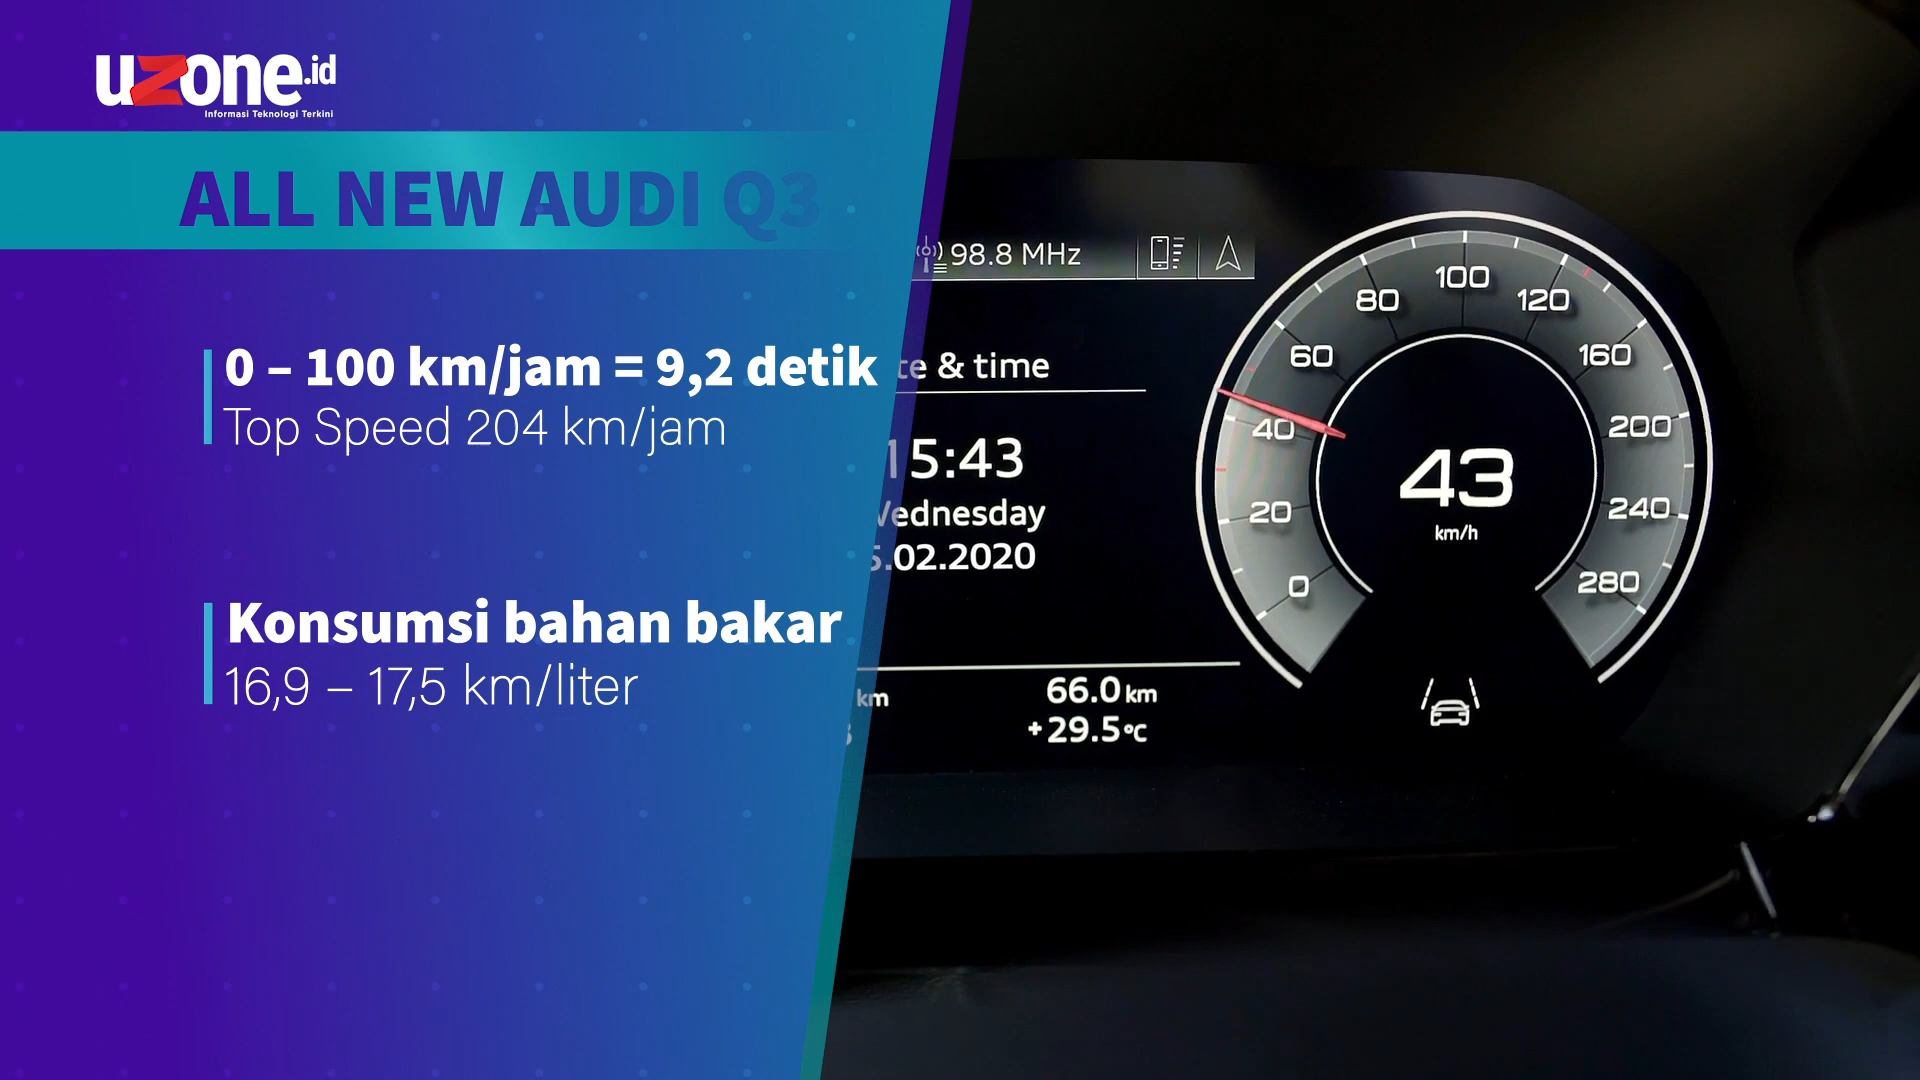 uzone.id
Informasi Teknologi Terkini
ALL NEW AUDI Q3
0 – 100 km/jam = 9,2 detik
Top Speed 204 km/jam
Konsumsi bahan bakar
16,9 – 17,5 km/liter
98.8 MHz
& time
15:43
Wednesday
.02.2020
km
66.0 km
+29.5 °C
0
20
40
60
80
100
120
160
200
240
280
43
km/h